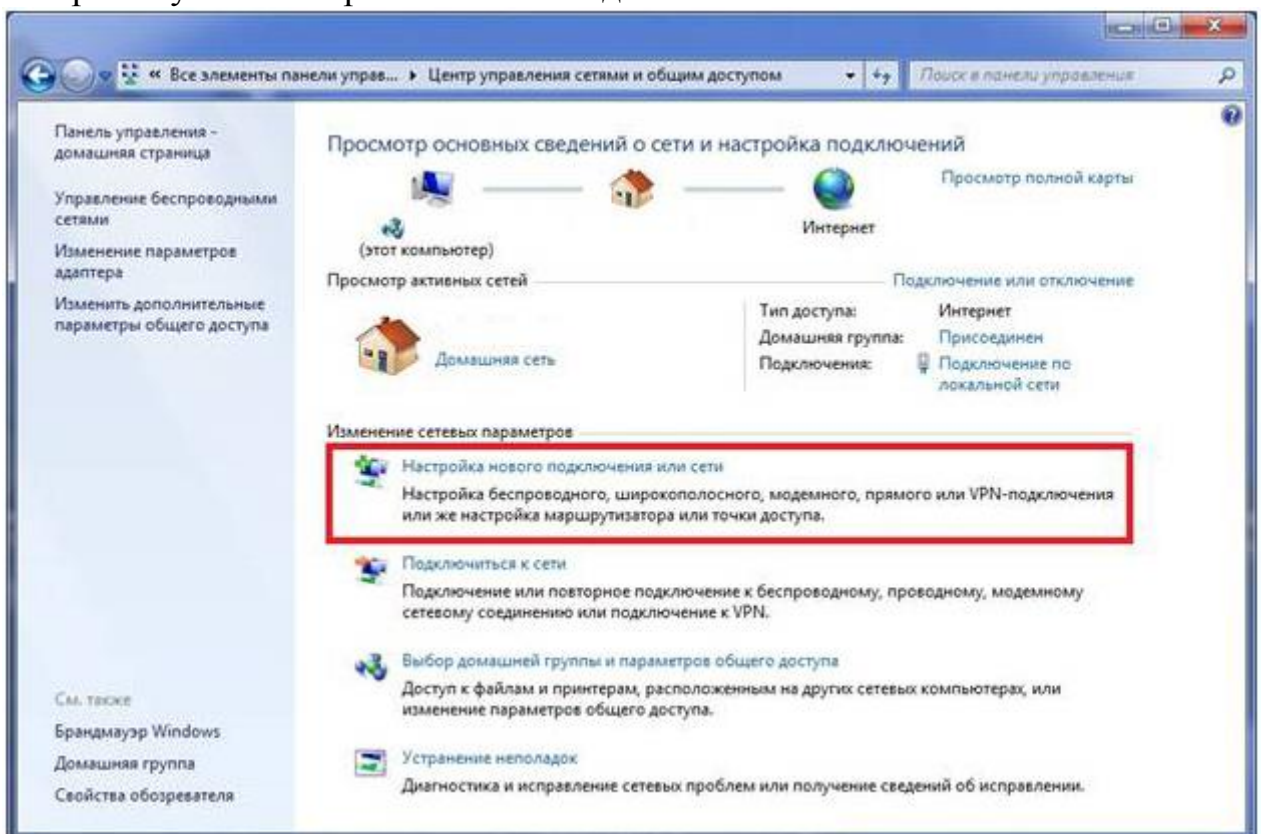 « Все элементы панели управ... ▸ Центр управления сетями и общим доступом
Поиск в панели управления
Панель управления -
домашняя страница
Управление беспроводными
сетями
Изменение параметров
адаптера
Изменить дополнительные
параметры общего доступа
См. также
Брандмауэр Windows
Домашняя группа
Свойства обозревателя
Просмотр основных сведений о сети и настройка подключений
Просмотр полной карты
(этот компьютер)
Интернет
Просмотр активных сетей
Подключение или отключение
Домашняя сеть
Тип доступа: Интернет
Домашняя группа: Присоединен
Подключения: Подключение по
локальной сети
Изменение сетевых параметров
Настройка нового подключения или сети
Настройка беспроводного, широкополосного, модемного, прямого или VPN-подключения
или же настройка маршрутизатора или точки доступа.
Подключиться к сети
Подключение или повторное подключение к беспроводному, проводному, модемному
сетевому соединению или подключение к VPN.
Выбор домашней группы и параметров общего доступа
Доступ к файлам и принтерам, расположенным на других сетевых компьютерах, или
изменение параметров общего доступа.
Устранение неполадок
Диагностика и исправление сетевых проблем или получение сведений об исправлении.